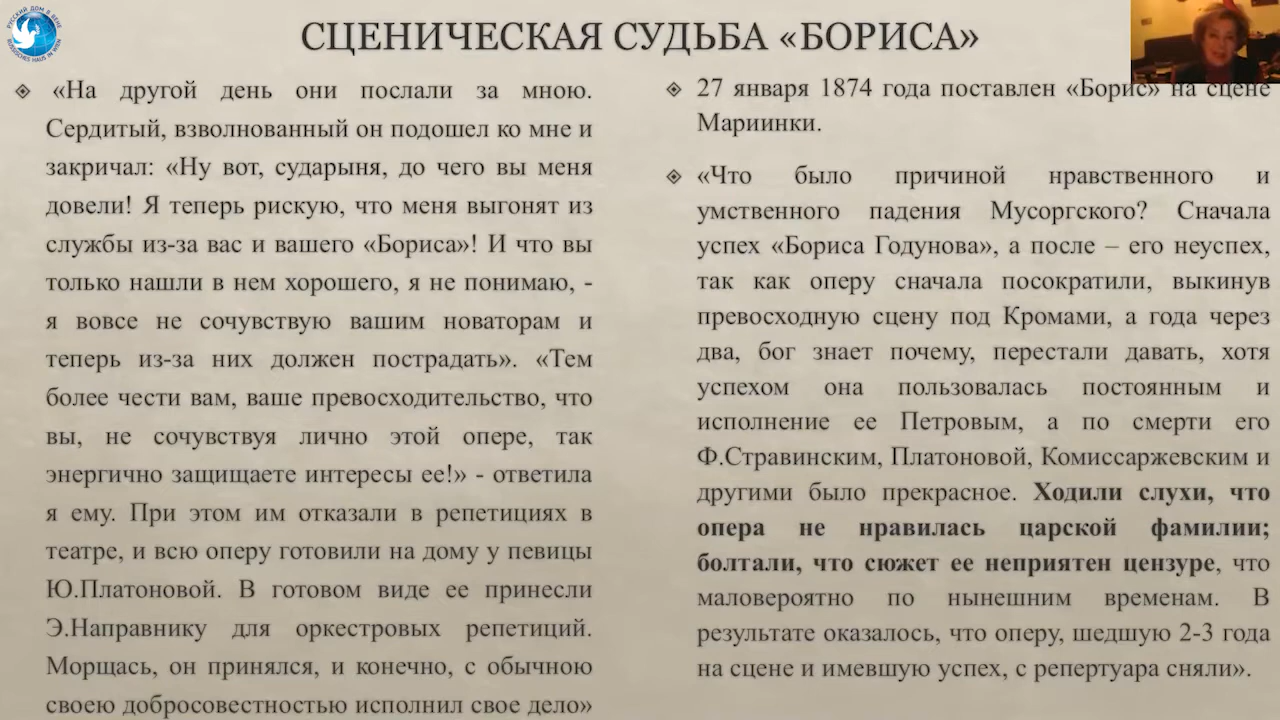 СЦЕНИЧЕСКАЯ СУДЬБА «БОРИСА»
«На другой день они послали за мною.
Сердитый, взволнованный он подошел ко мне и
закричал: «Ну вот, сударыня, до чего вы меня
довели! Я теперь рискую, что меня выгонят из
службы из-за вас и вашего «Бориса»! И что вы
только нашли в нем хорошего, я не понимаю, -
я вовсе не сочувствую вашим новаторам и
теперь из-за них должен пострадать». «Тем
более чести вам, ваше превосходительство, что
вы, не сочувствуя лично этой опере, так
энергично защищаете интересы ее!» - ответила
я ему. При этом им отказали в репетициях в
театре, и всю оперу готовили на дому у певицы
Ю.Платоновой. В готовом виде ее принесли
Э.Направнику для оркестровых репетиций.
Морщась, он принялся, и конечно, с обычною
своею добросовестностью исполнил свое дело»
27 января 1874 года поставлен «Борис» на сцене
Мариинки.
«Что было причиной нравственного и
умственного падения Мусоргского? Сначала
успех «Бориса Годунова», а после – его неуспех,
так как оперу сначала посократили, выкинув
превосходную сцену под Кромами, а года через
два, бог знает почему, перестали давать, хотя
успехом она пользовалась постоянным и
исполнение ее Петровым, а по смерти его
Ф.Стравинским, Платоновой, Комиссаржевским и
другими было прекрасное. Ходили слухи, что
опера не нравилась царской фамилии;
болтали, что сюжет ее неприятен цензуре, что
маловероятно по нынешним временам. В
результате оказалось, что оперу, шедшую 2-3 года
на сцене и имевшую успех, с репертуара сняли».
РУССКИЙ ДОМ В ВЕНЕ
RUSSISCHES HAUS IN WIEN